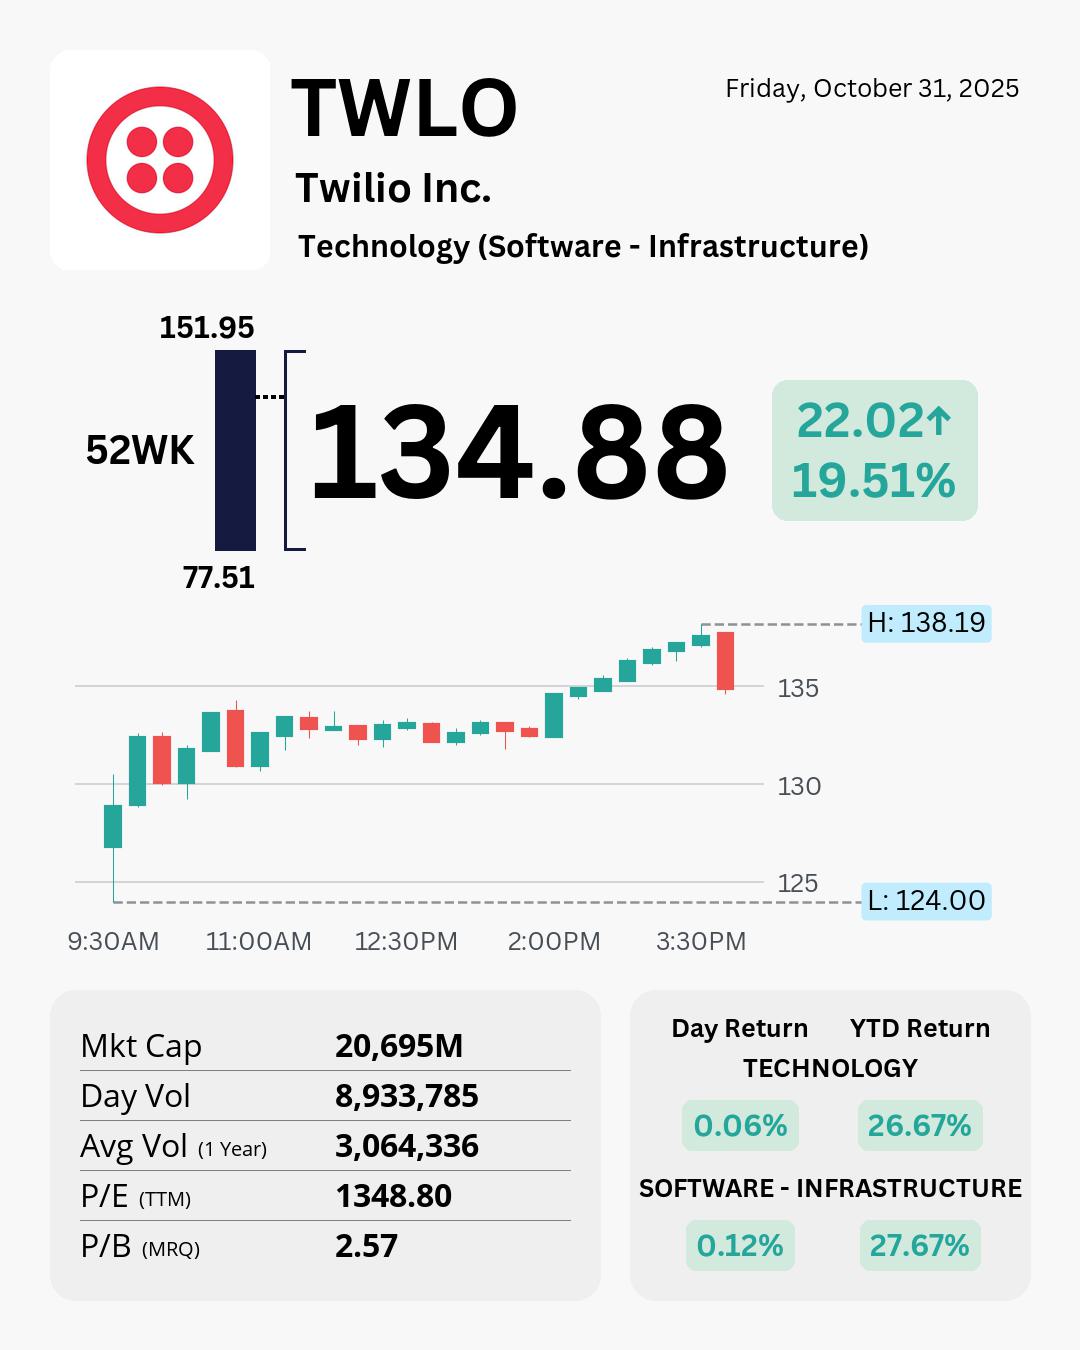 TWLO
Friday, October 31, 2025
Twilio Inc.
Technology (Software - Infrastructure)
151.95
52WK
77.51
134.88
22.02↑
19.51%
H: 138.19
135
130
125
L: 124.00
9:30AM 11:00AM 12:30PM 2:00PM 3:30PM
Mkt Cap 20,695M
Day Vol 8,933,785
Avg Vol (1 Year) 3,064,336
P/E (TTM) 1348.80
P/B (MRQ) 2.57
Day Return YTD Return
TECHNOLOGY
0.06% 26.67%
SOFTWARE - INFRASTRUCTURE
0.12% 27.67%